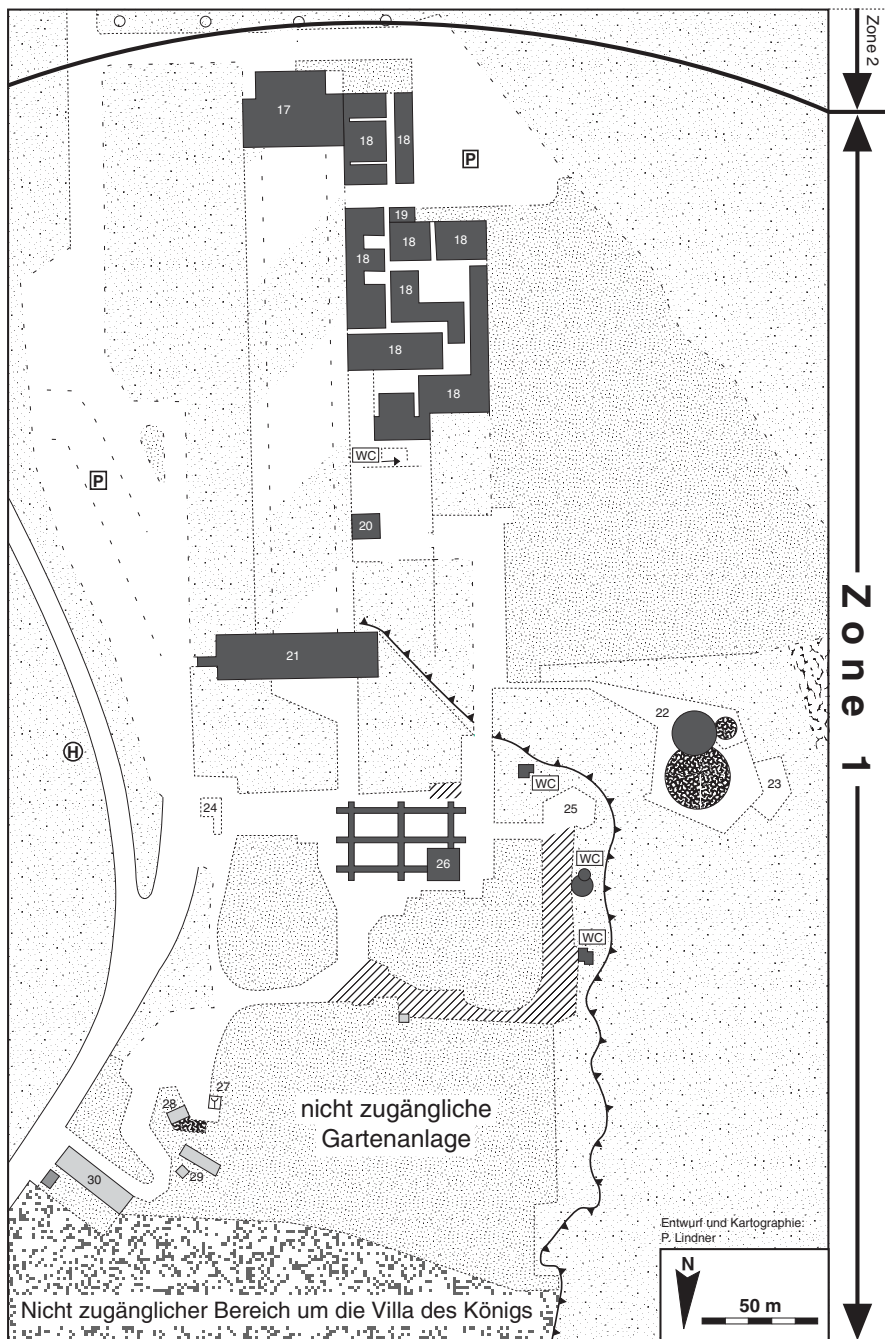 Zone 2
17
18
18
P
19
18
18
18
18
18
18
WC
P
20
Zone 1
21
22
H
WC
23
24
25
WC
26
WC
27
28
nicht zugängliche
Gartenanlage
29
30
Entwurf und Kartographie:
P. Lindner
N
50 m
Nicht zugänglicher Bereich um die Villa des Königs